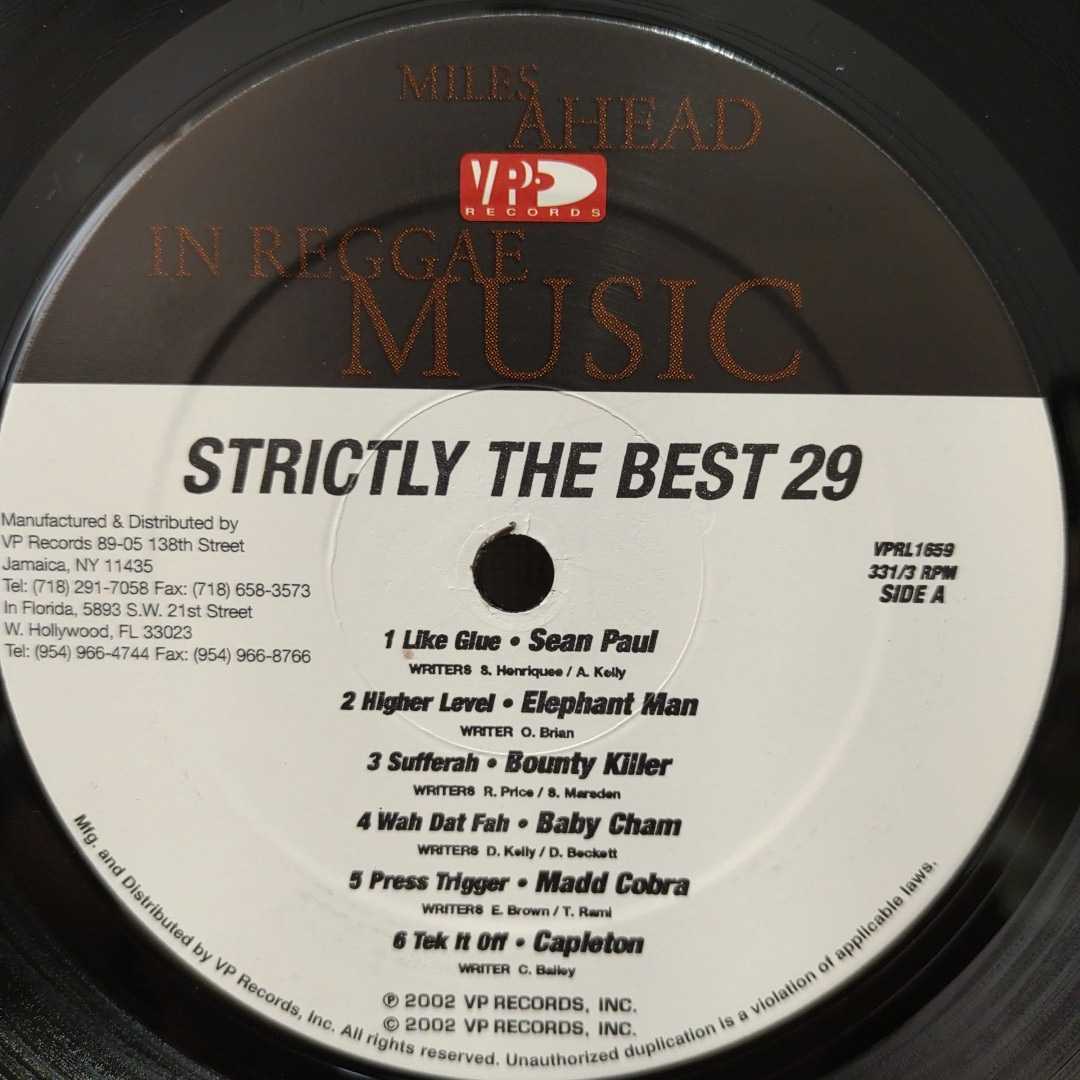 MILES
AHEAD
VP
RECORDS
IN REGGAE
MUSIC
STRICTLY THE BEST 29
Manufactured & Distributed by
VP Records 89-05 138th Street
Jamaica, NY 11435
Tel: (718) 291-7058 Fax: (718) 658-3573
In Florida, 5893 S.W. 21st Street
W. Hollywood, FL 33023
Tel: (954) 966-4744 Fax: (954) 966-8766
VPRL1659
331/3 RPM
SIDE A
1 Like Glue • Sean Paul
WRITERS S. Henriques / A. Kelly
2 Higher Level • Elephant Man
WRITER O. Brian
3 Sufferah • Bounty Killer
WRITERS R. Price / S. Marsden
4 Wah Dat Fah • Baby Cham
WRITERS D. Kelly / D. Beckett
5 Press Trigger • Madd Cobra
WRITERS E. Brown / T. Rami
6 Tek It Off • Capleton
WRITER C. Bailey
℗ 2002 VP RECORDS, INC.
© 2002 VP RECORDS, INC.
Mfg. and Distributed by VP Records, Inc. All rights reserved. Unauthorized duplication is a violation of applicable laws.